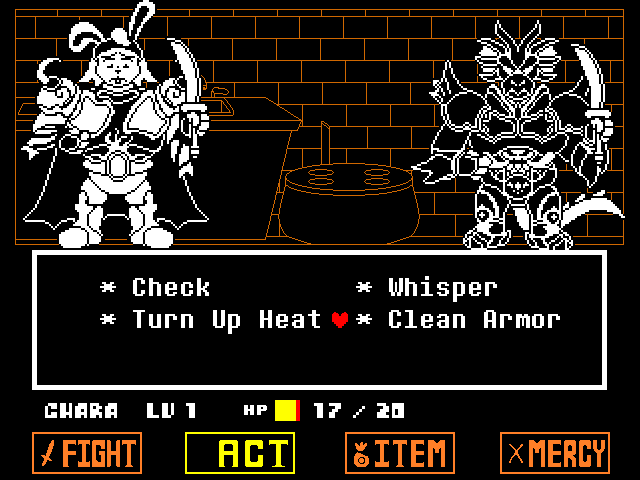 * Check * Whisper
* Turn Up Heat * Clean Armor
CHARA LV 1 HP 17 / 20
FIGHT ACT ITEM MERCY